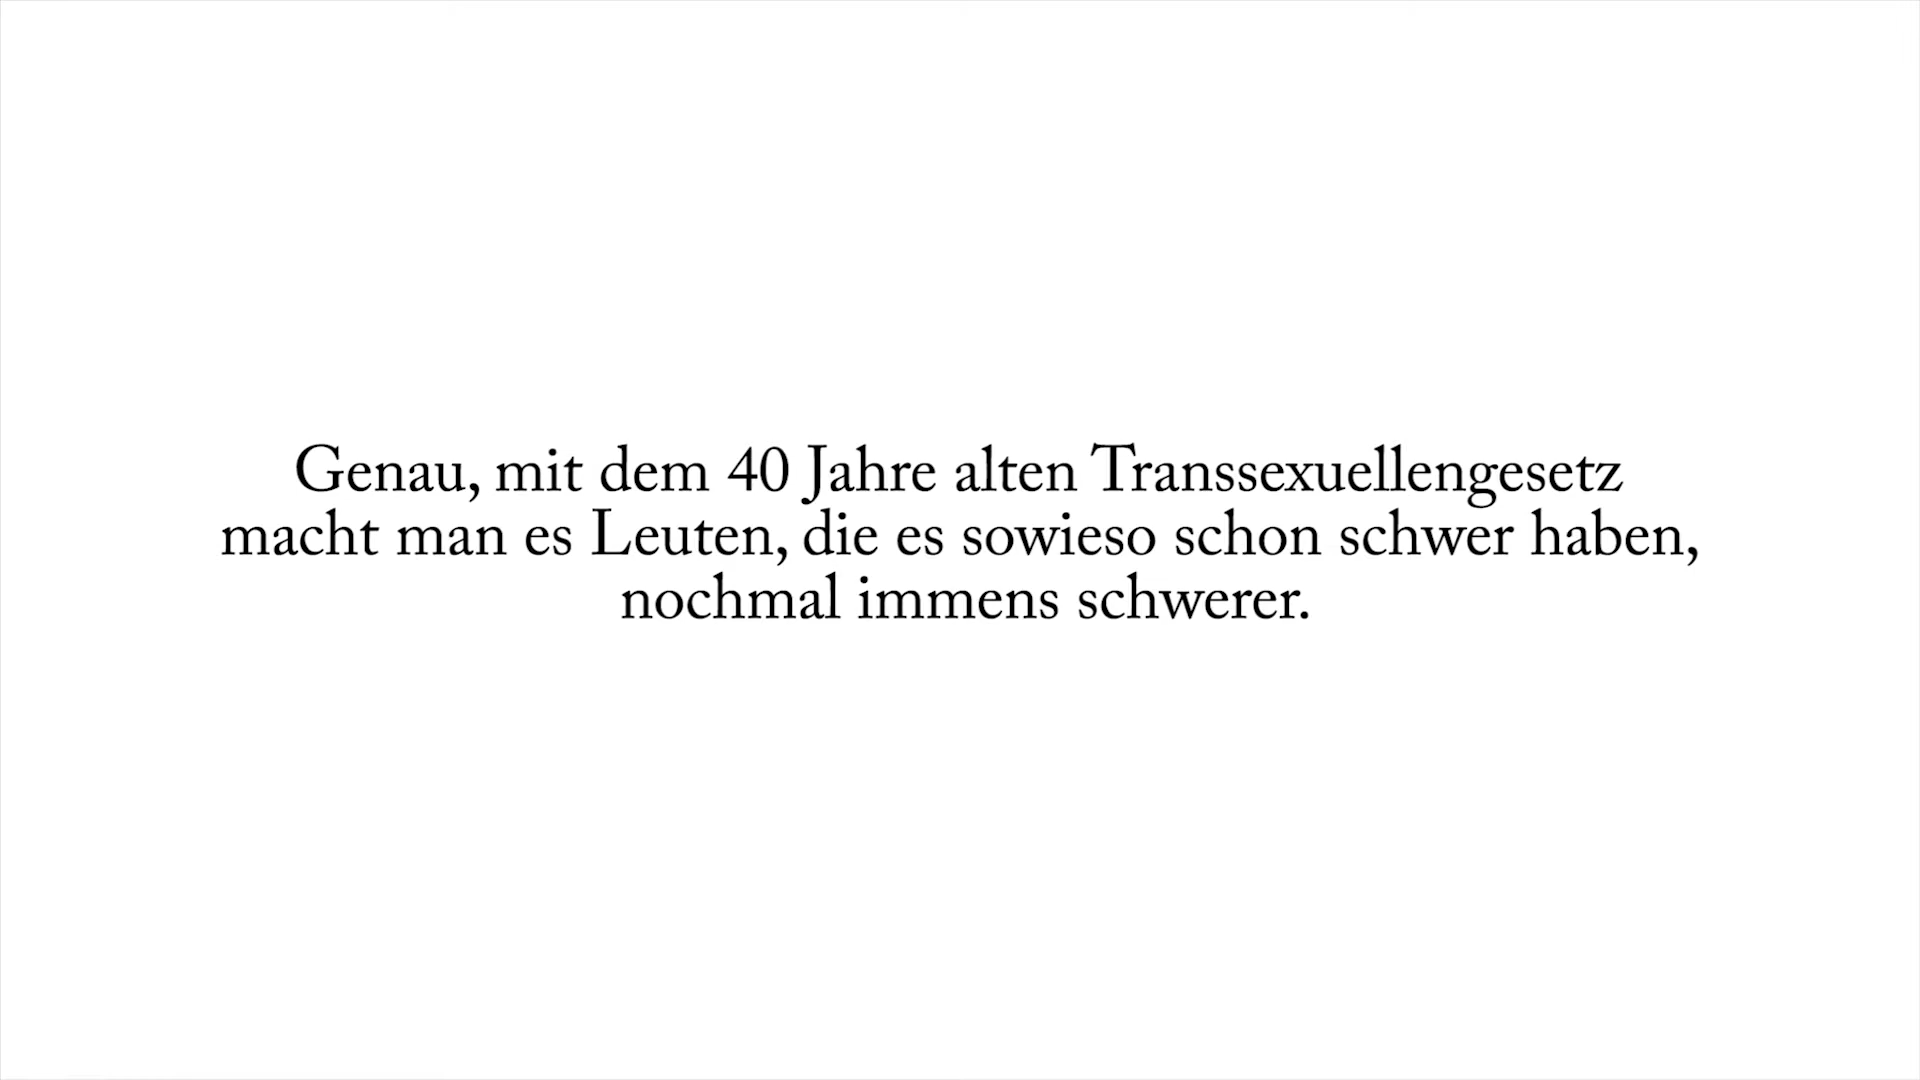 Genau, mit dem 40 Jahre alten Transsexuellengesetz
macht man es Leuten, die es sowieso schon schwer haben,
nochmal immens schwerer.